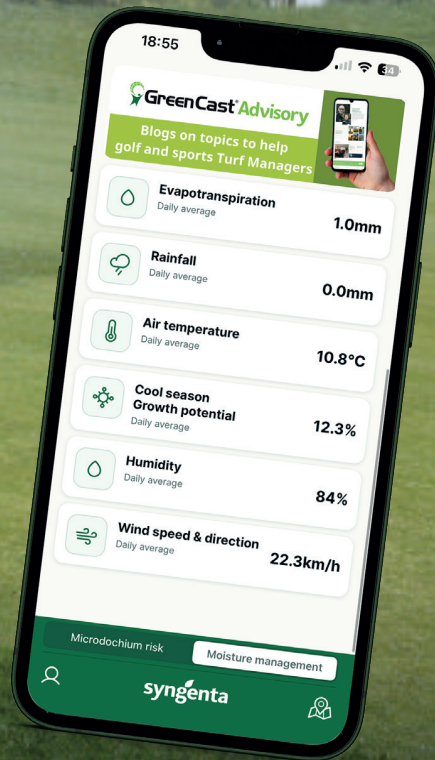 18:55
34
GreenCast® Advisory
Blogs on topics to help
golf and sports Turf Managers
Evapotranspiration
Daily average
1.0mm
Rainfall
Daily average
0.0mm
Air temperature
Daily average
10.8°C
Cool season
Growth potential
Daily average
12.3%
Humidity
Daily average
84%
Wind speed & direction
Daily average
22.3km/h
Microdochium risk
Moisture management
syngenta